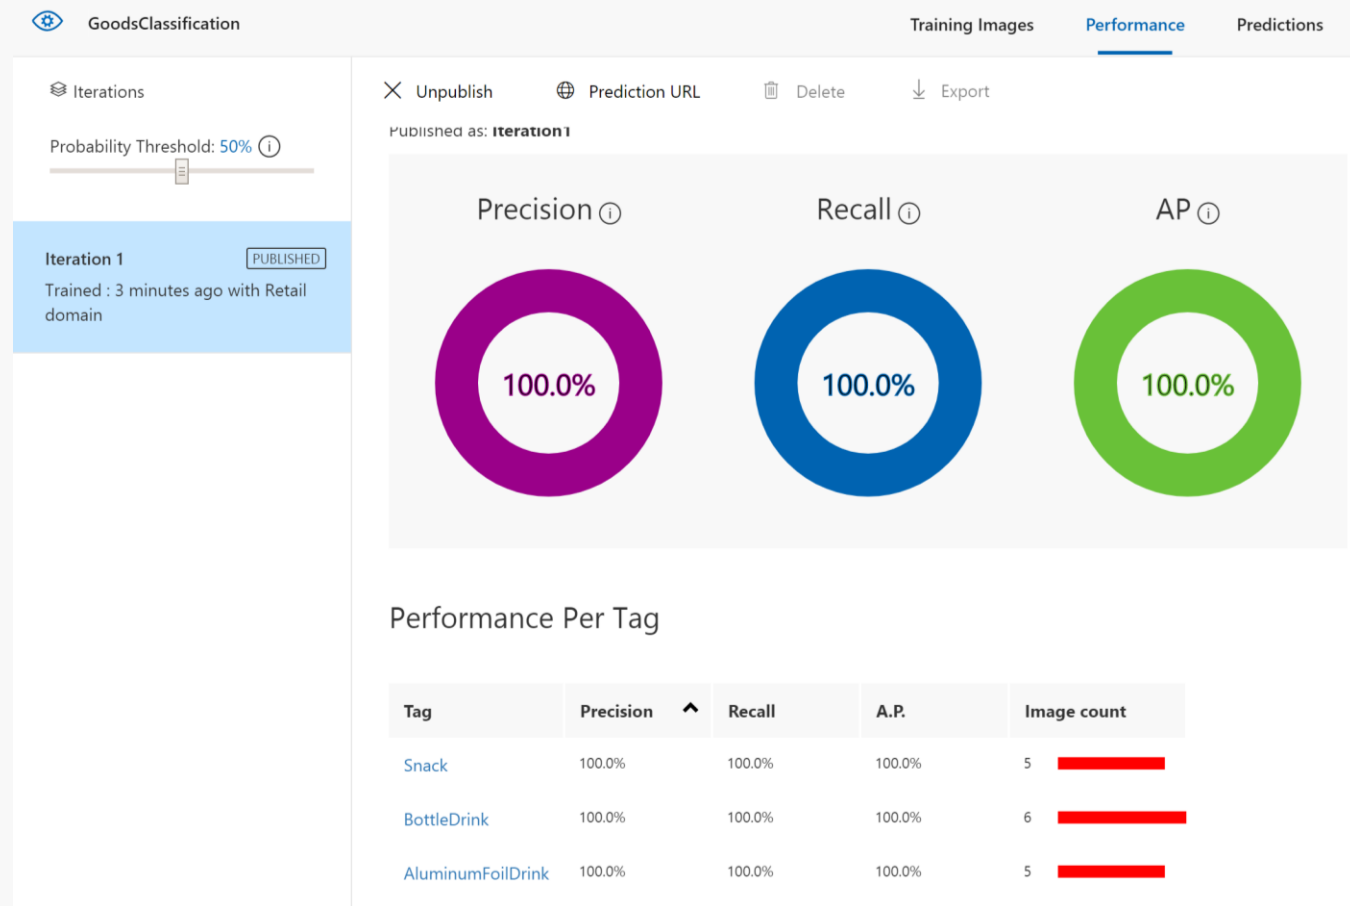 GoodsClassification
Training Images
Performance
Predictions
Iterations
Probability Threshold: 50%
Iteration 1
PUBLISHED
Trained : 3 minutes ago with Retail
domain
Unpublish
Prediction URL
Delete
Export
Published as: Iteration1
Precision
Recall
AP
100.0%
100.0%
100.0%
Performance Per Tag
Tag Precision Recall A.P. Image count
Snack 100.0% 100.0% 100.0% 5
BottleDrink 100.0% 100.0% 100.0% 6
AluminumFoilDrink 100.0% 100.0% 100.0% 5